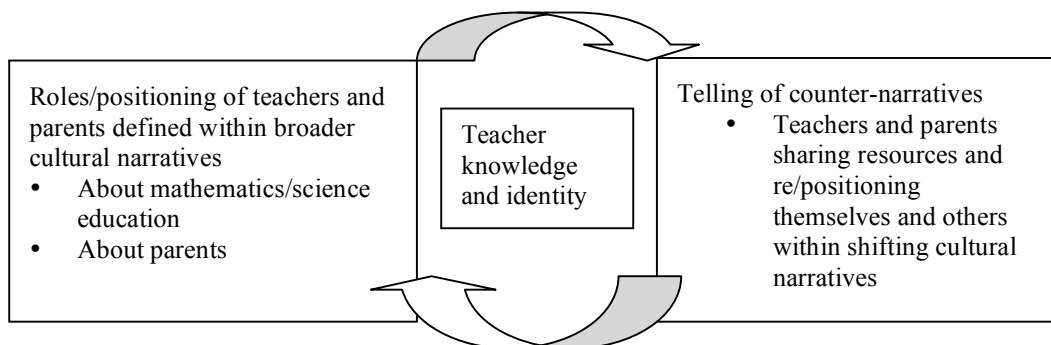 Roles/positioning of teachers and
parents defined within broader
cultural narratives
• About mathematics/science
education
• About parents
Teacher
knowledge
and identity
Telling of counter-narratives
• Teachers and parents
sharing resources and
re/positioning
themselves and others
within shifting cultural
narratives